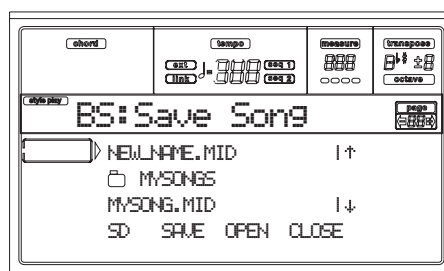 chord tempo measure transpose
ext seq 1
link seq 2
octave
style play BS:Save Song page
NEW_NAME.MID
MYSONGS
MYSONG.MID
SD SAVE OPEN CLOSE